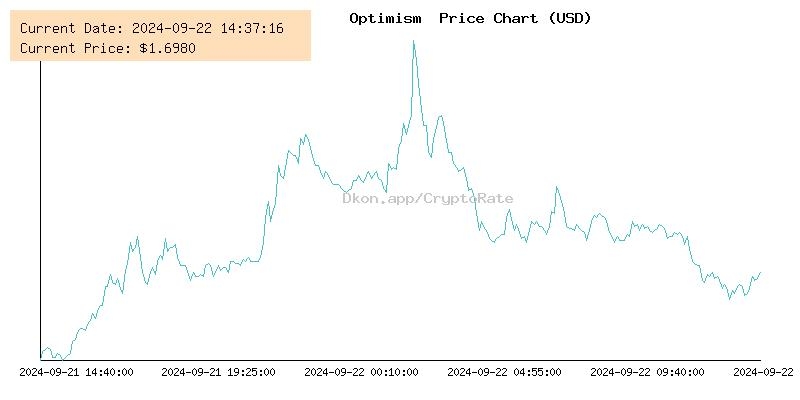 Optimism Price Chart (USD)
Current Date: 2024-09-22 14:37:16
Current Price: $1.6980
Dkon.app/CryptoRate
2024-09-21 14:40:00 2024-09-21 19:25:00 2024-09-22 00:10:00 2024-09-22 04:55:00 2024-09-22 09:40:00 2024-09-22